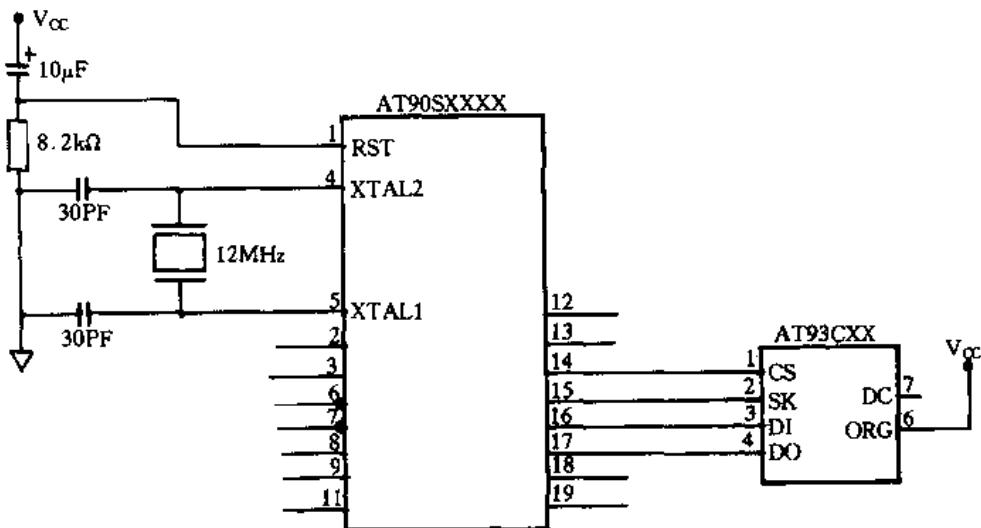 V_CC
+
10μF
AT90SXXXX
8.2kΩ
1 RST
4 XTAL2
30PF
12MHz
5 XTAL1
30PF
2
3
6
7
8
9
11
12
13
14
15
16
17
18
19
AT93CXX
V_CC
1 CS
2 SK
3 DI
4 DO
DC 7
ORG 6